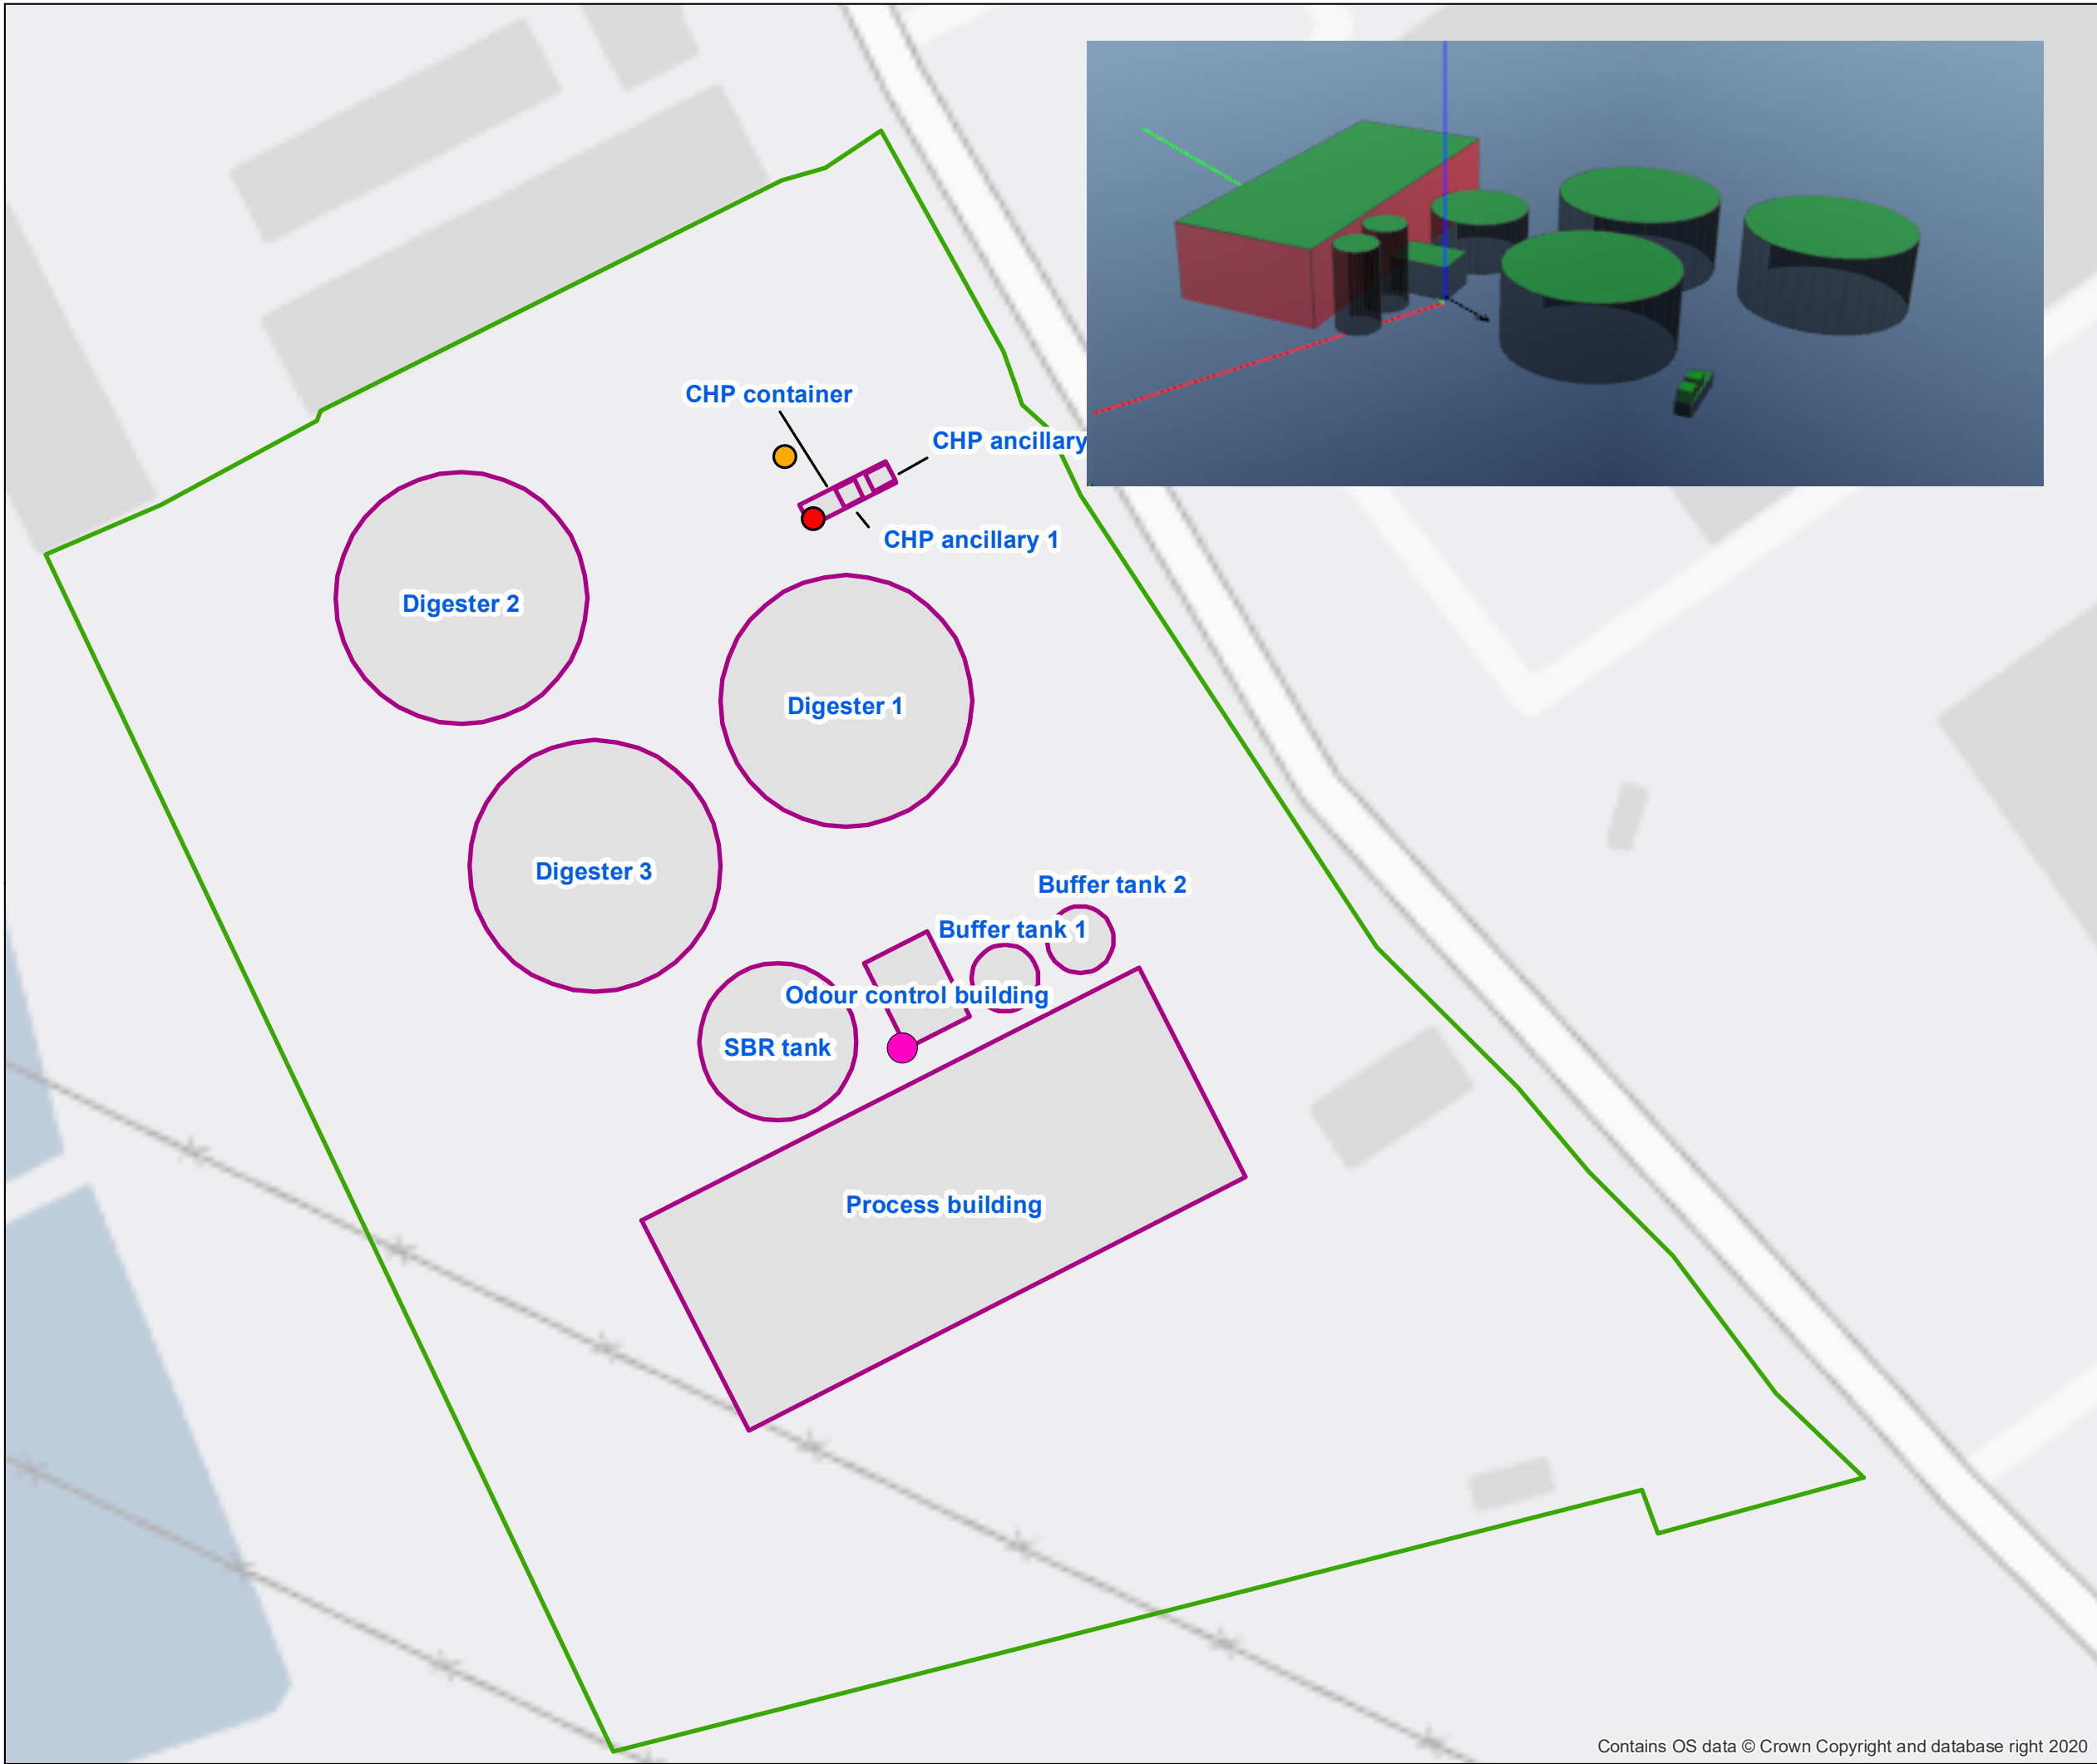 CHP container
CHP ancillary
CHP ancillary 1
Digester 2
Digester 1
Digester 3
Buffer tank 2
Buffer tank 1
Odour control building
SBR tank
Process building
Contains OS data © Crown Copyright and database right 2020